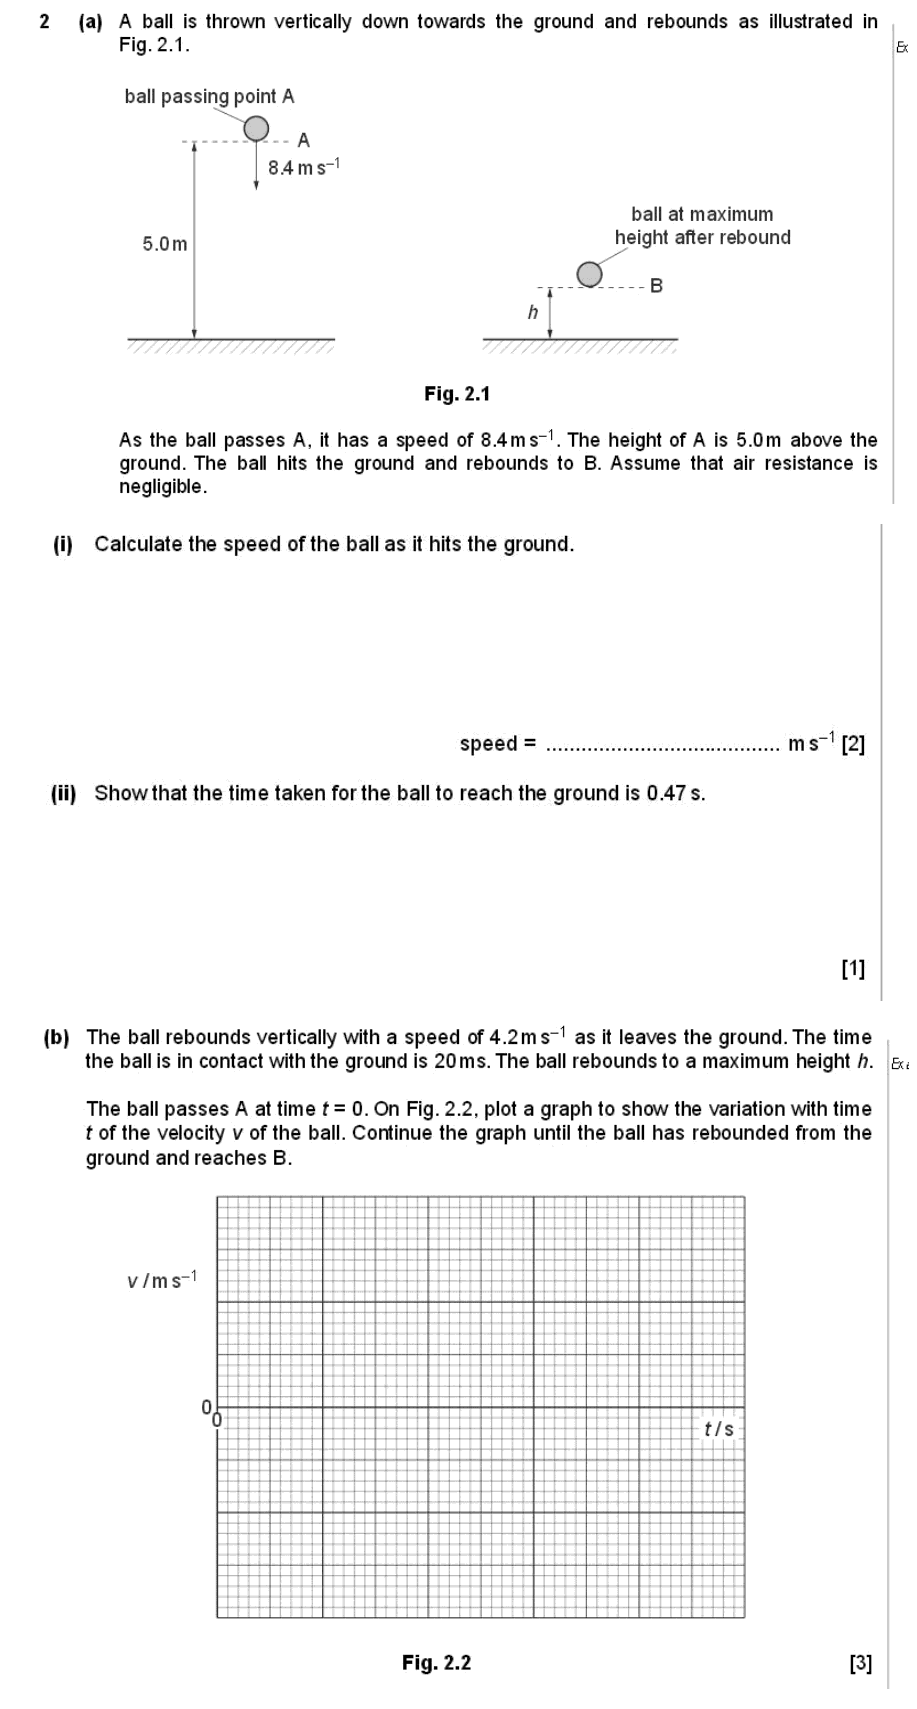 2 (a) A ball is thrown vertically down towards the ground and rebounds as illustrated in
Fig. 2.1.
Ex
ball passing point A
A
8.4 m s⁻¹
ball at maximum
height after rebound
5.0 m
B
h
Fig. 2.1
As the ball passes A, it has a speed of 8.4 m s⁻¹. The height of A is 5.0 m above the
ground. The ball hits the ground and rebounds to B. Assume that air resistance is
negligible.
(i) Calculate the speed of the ball as it hits the ground.
speed = ........................................ m s⁻¹ [2]
(ii) Show that the time taken for the ball to reach the ground is 0.47 s.
[1]
(b) The ball rebounds vertically with a speed of 4.2 m s⁻¹ as it leaves the ground. The time
the ball is in contact with the ground is 20 ms. The ball rebounds to a maximum height h.
The ball passes A at time t = 0. On Fig. 2.2, plot a graph to show the variation with time
t of the velocity v of the ball. Continue the graph until the ball has rebounded from the
ground and reaches B.
v / m s⁻¹
0
0
t / s
Fig. 2.2
[3]